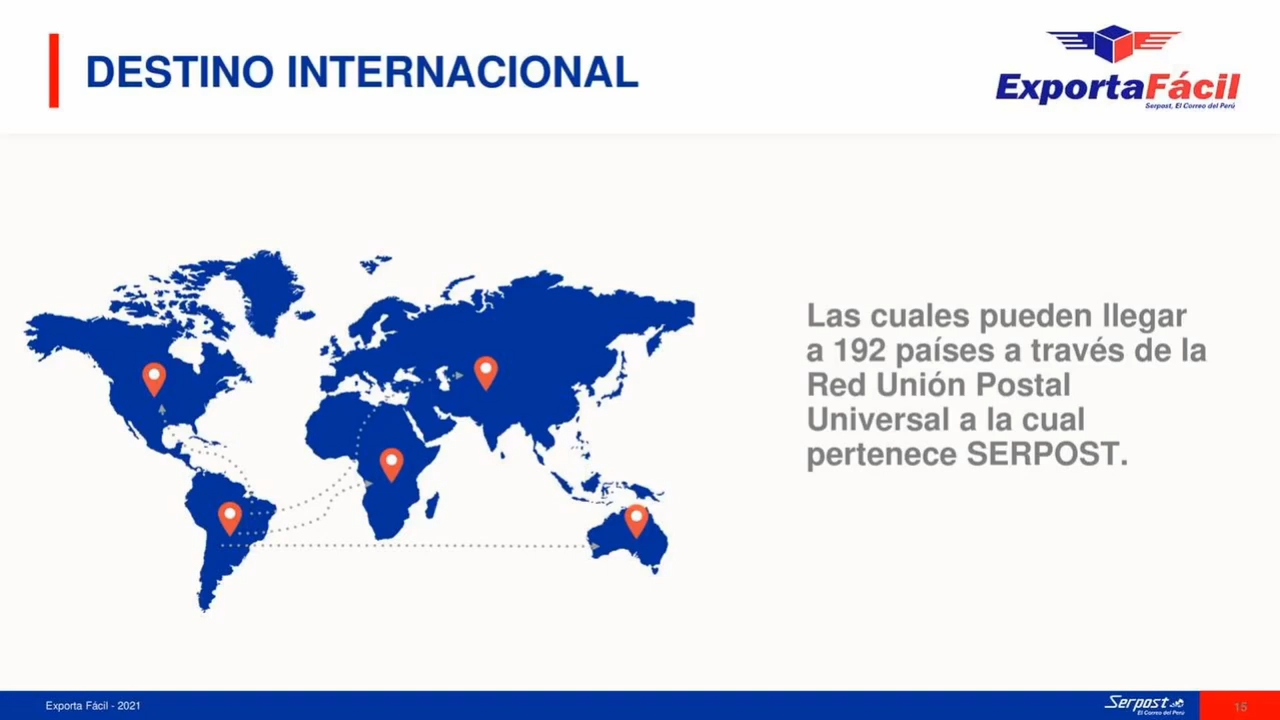 DESTINO INTERNACIONAL
ExportaFácil
Serpost, El Correo del Perú
Las cuales pueden llegar
a 192 países a través de la
Red Unión Postal
Universal a la cual
pertenece SERPOST.
Exporta Fácil - 2021
Serpost
El Correo del Perú
15